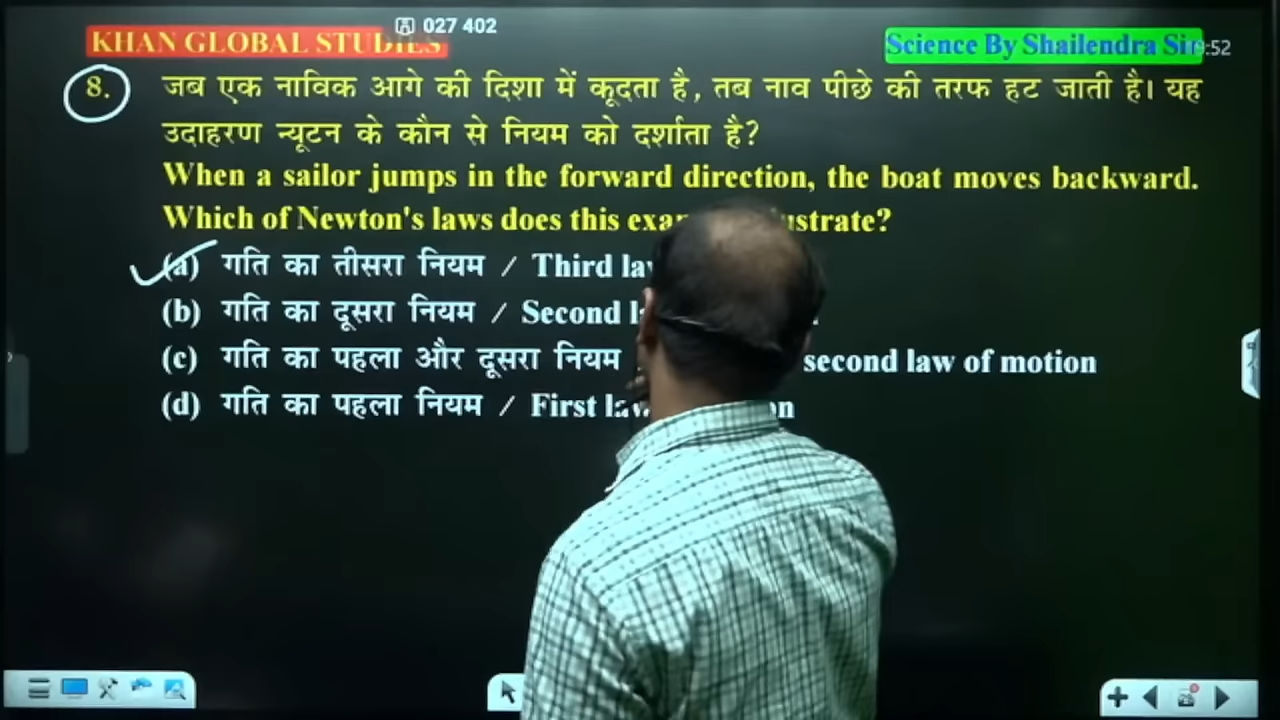 027 402
KHAN GLOBAL STUDIES
Science By Shailendra Sir
:52
8. जब एक नाविक आगे की दिशा में कूदता है, तब नाव पीछे की तरफ हट जाती है। यह
उदाहरण न्यूटन के कौन से नियम को दर्शाता है?
When a sailor jumps in the forward direction, the boat moves backward.
Which of Newton's laws does this
(a) गति का तीसरा नियम / Third
(b) गति का दूसरा नियम / Second
(c) गति का पहला और दूसरा नियम second law of motion
(d) गति का पहला नियम / First